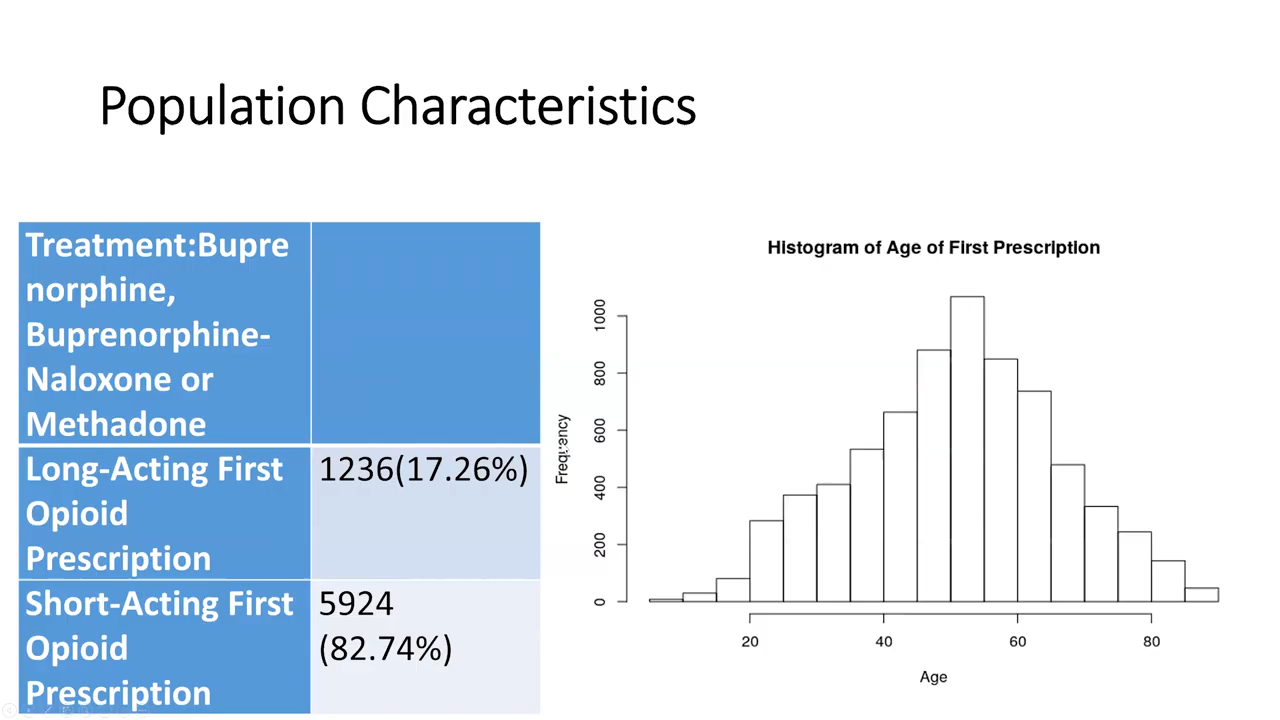 Population Characteristics
Treatment:Bupre
norphine,
Buprenorphine-
Naloxone or
Methadone
Long-Acting First
Opioid
Prescription
1236(17.26%)
Short-Acting First
Opioid
Prescription
5924
(82.74%)
Histogram of Age of First Prescription
Frequency
1000
800
600
400
200
0
20 40 60 80
Age